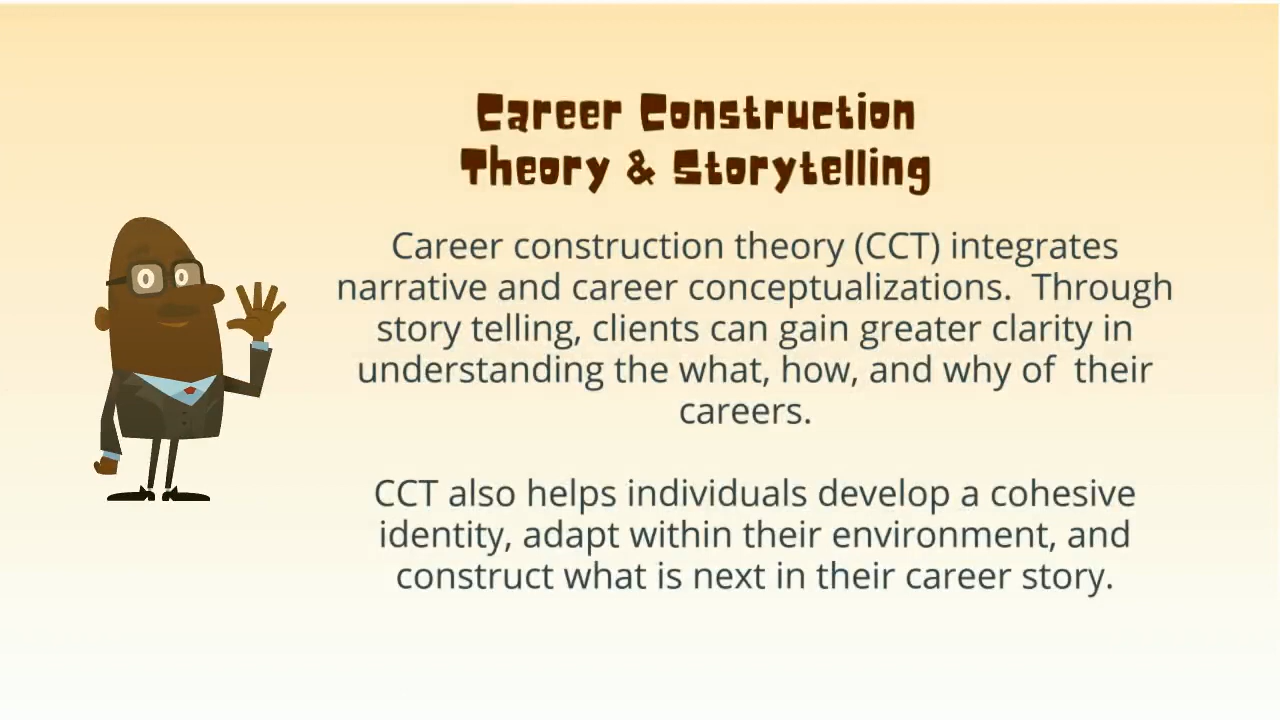 Career Construction
Theory & Storytelling
Career construction theory (CCT) integrates
narrative and career conceptualizations.  Through
story telling, clients can gain greater clarity in
understanding the what, how, and why of  their
careers.
CCT also helps individuals develop a cohesive
identity, adapt within their environment, and
construct what is next in their career story.